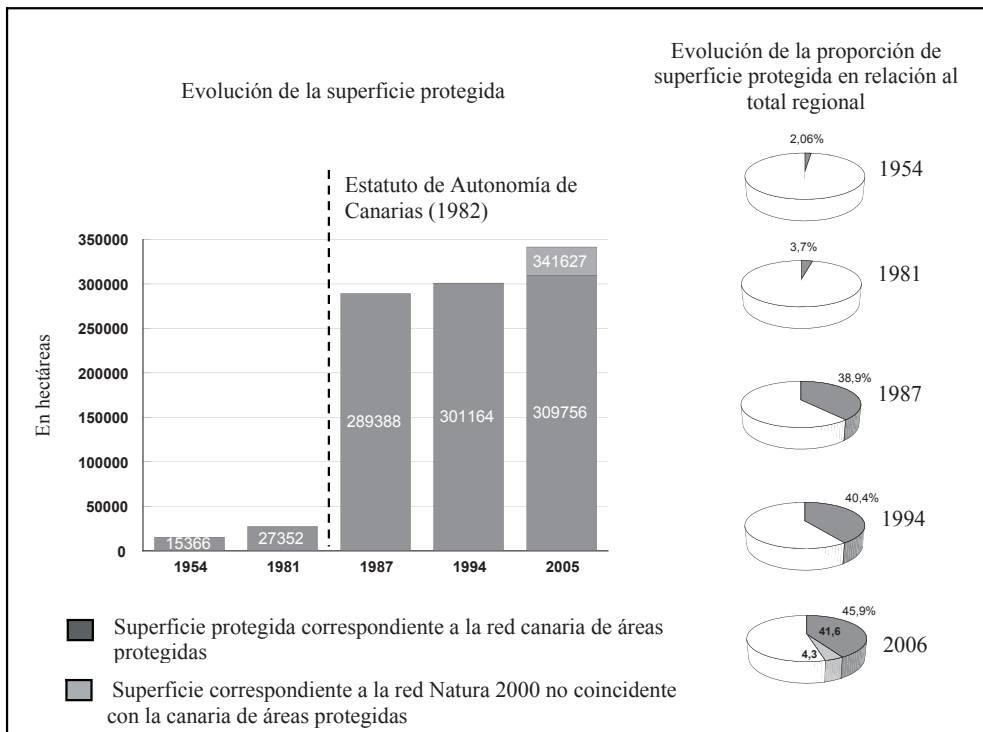 Evolución de la superficie protegida
Estatuto de Autonomía de
Canarias (1982)
En hectáreas
350000
300000
250000
200000
150000
100000
50000
0
15366
27352
289388
301164
341627
309756
1954
1981
1987
1994
2005
Superficie protegida correspondiente a la red canaria de áreas
protegidas
Superficie correspondiente a la red Natura 2000 no coincidente
con la canaria de áreas protegidas
Evolución de la proporción de
superficie protegida en relación al
total regional
2,06%
1954
3,7%
1981
38,9%
1987
40,4%
1994
45,9%
41,6
4,3
2006